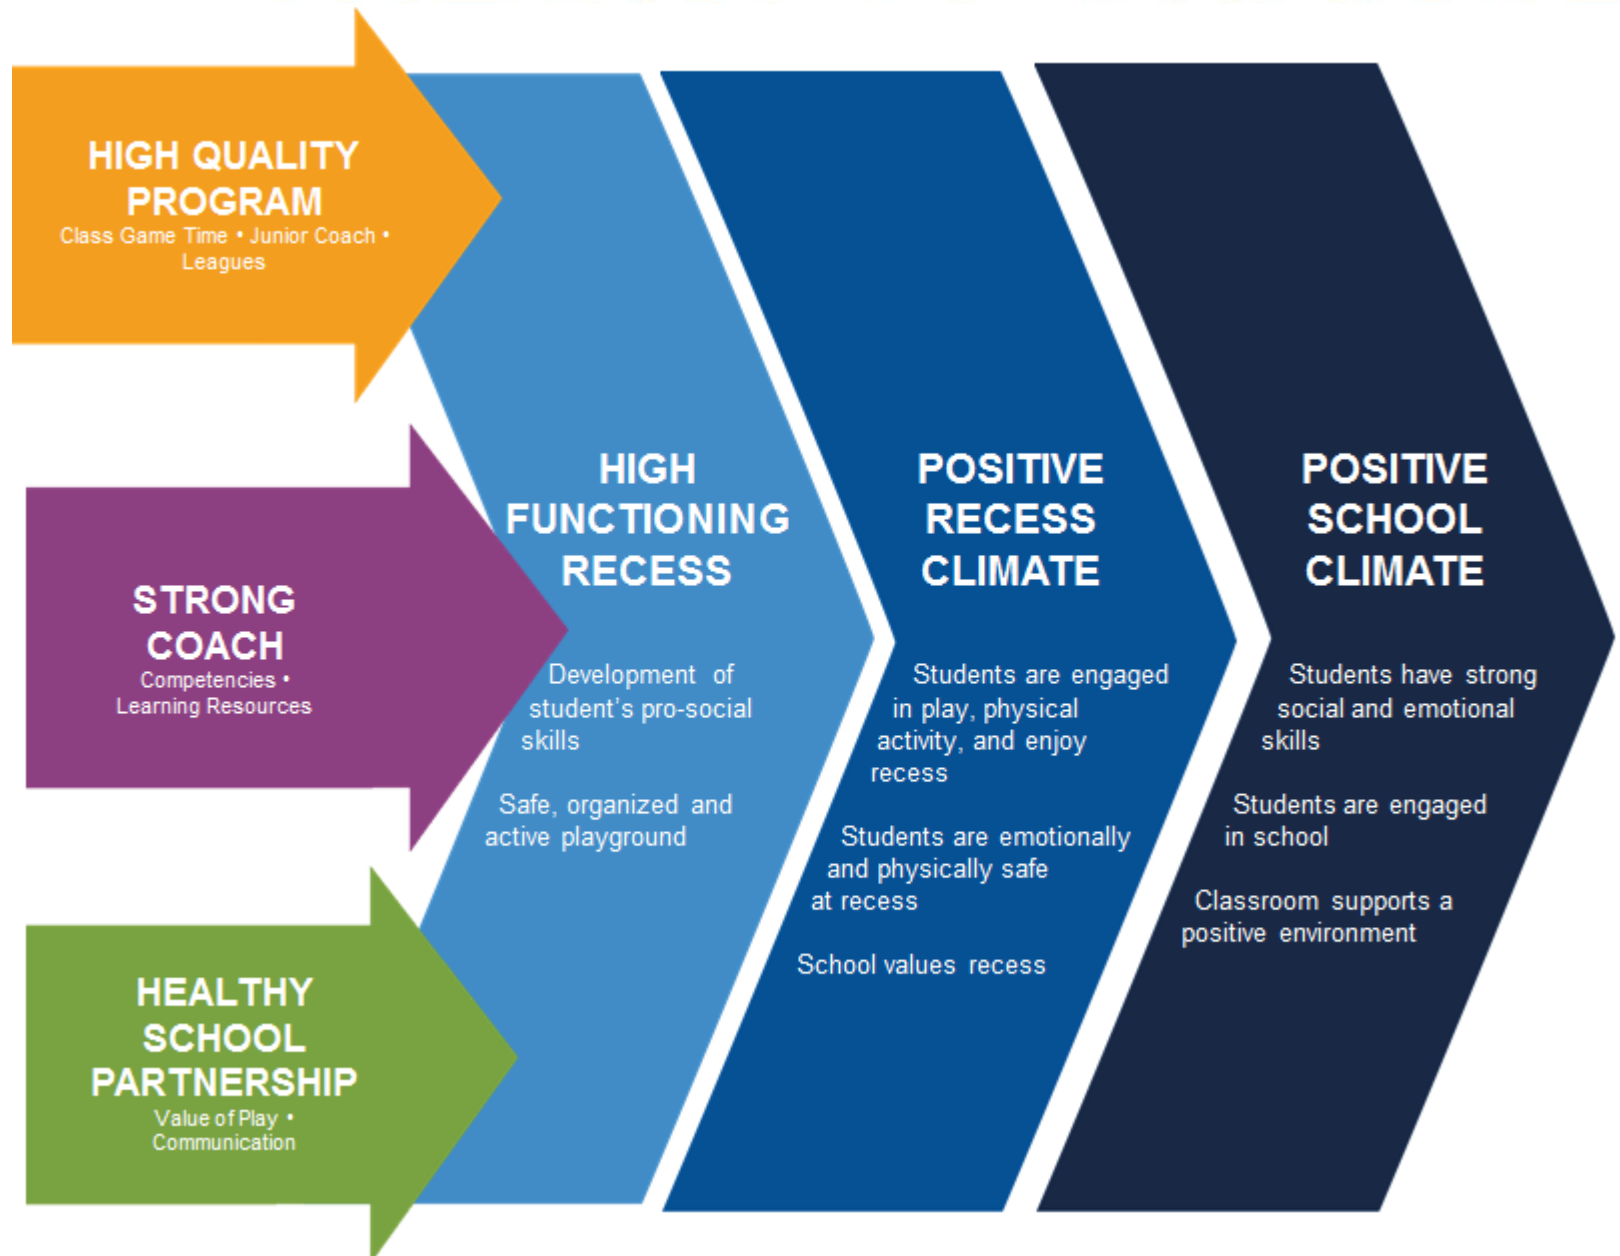 HIGH QUALITY
PROGRAM
Class Game Time • Junior Coach •
Leagues
STRONG
COACH
Competencies •
Learning Resources
HEALTHY
SCHOOL
PARTNERSHIP
Value of Play •
Communication
HIGH
FUNCTIONING
RECESS
Development of
student's pro-social
skills
Safe, organized and
active playground
POSITIVE
RECESS
CLIMATE
Students are engaged
in play, physical
activity, and enjoy
recess
Students are emotionally
and physically safe
at recess
School values recess
POSITIVE
SCHOOL
CLIMATE
Students have strong
social and emotional
skills
Students are engaged
in school
Classroom supports a
positive environment